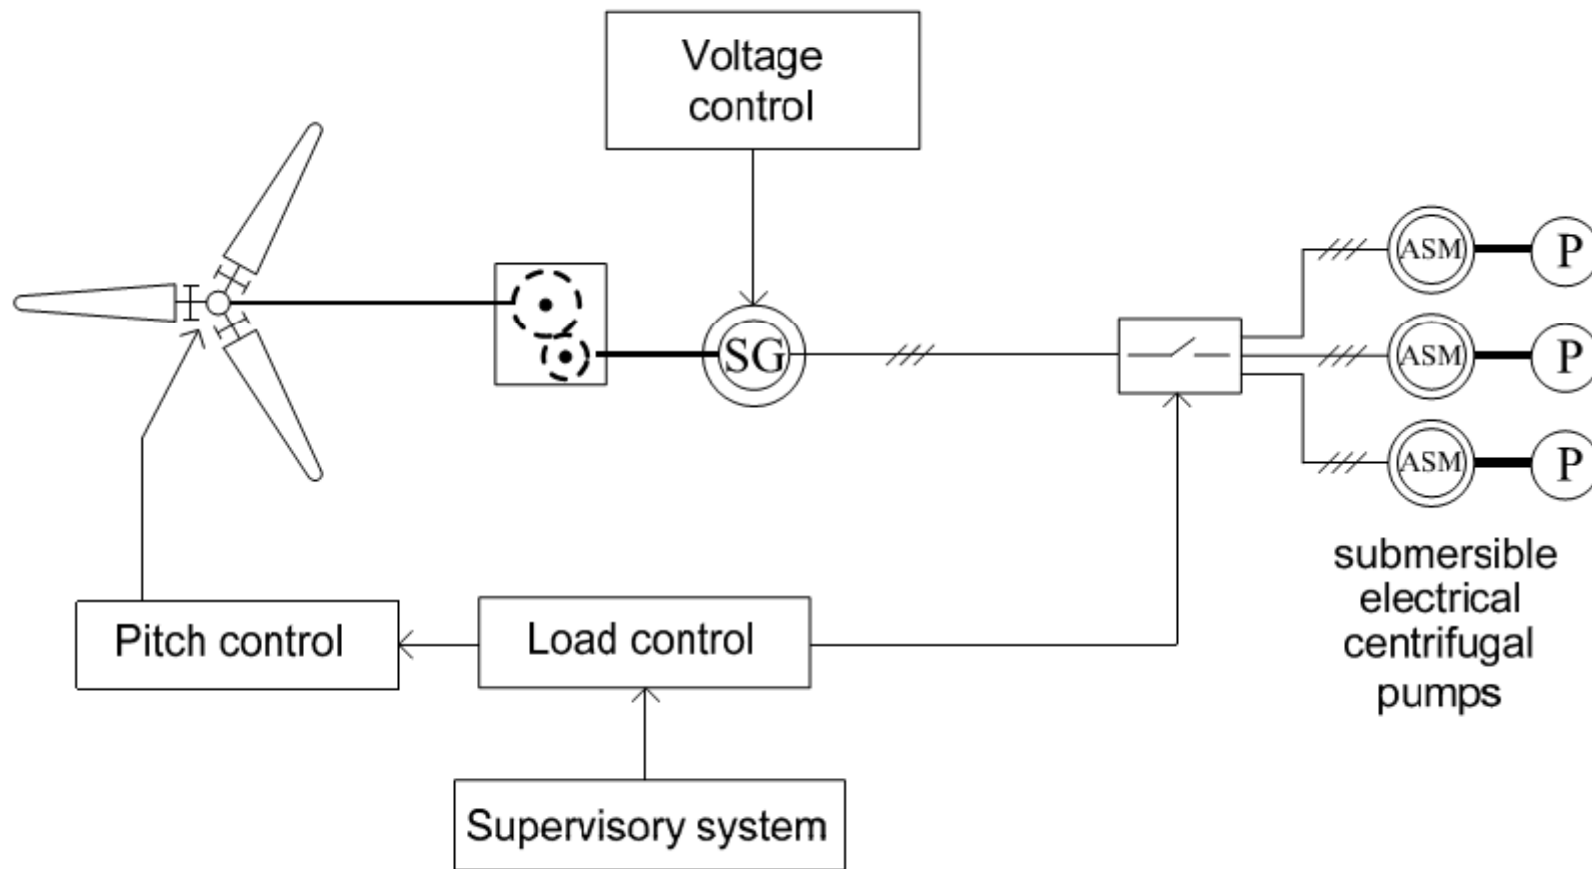 Voltage
control
ASM
P
SG
ASM
P
ASM
P
submersible
electrical
centrifugal
pumps
Pitch control
Load control
Supervisory system